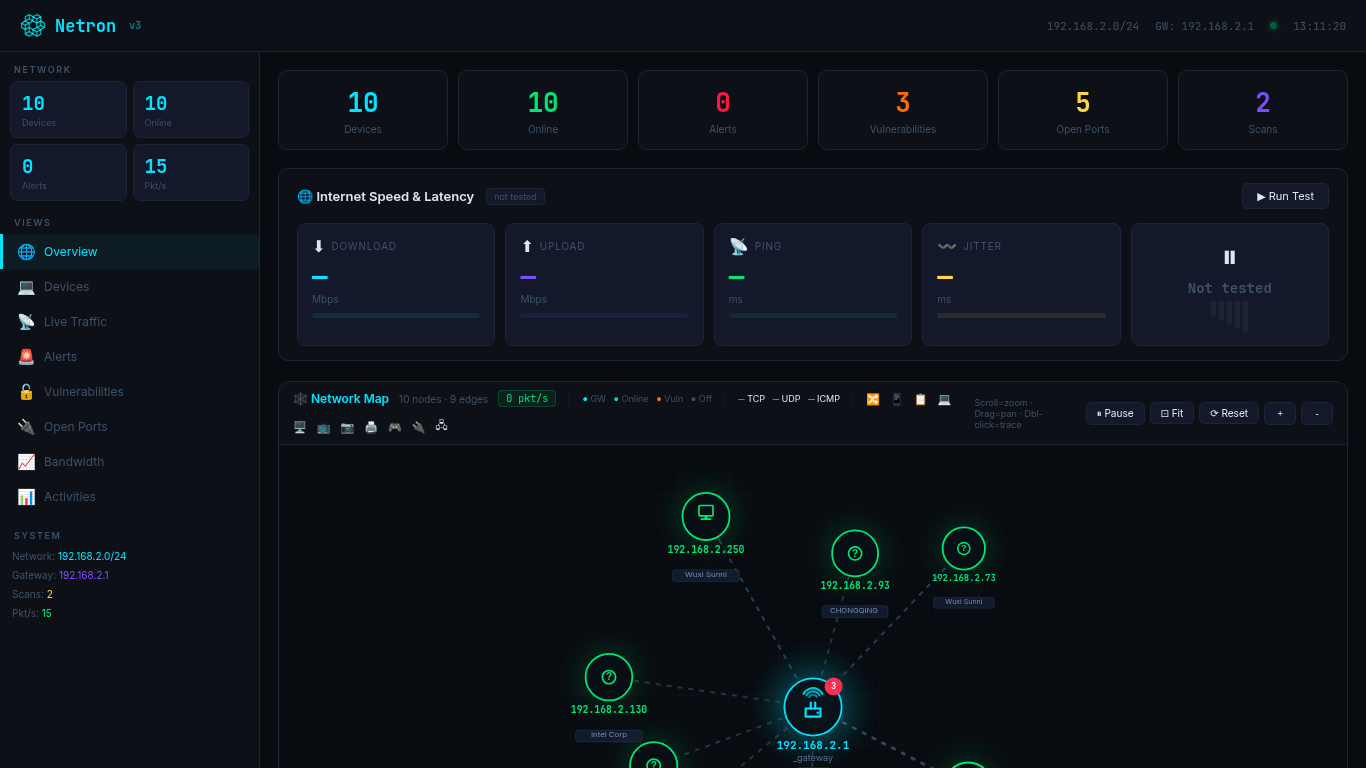 Netron v3
192.168.2.0/24 GW: 192.168.2.1 13:11:20
NETWORK
10
Devices
10
Online
0
Alerts
15
Pkt/s
VIEWS
Overview
Devices
Live Traffic
Alerts
Vulnerabilities
Open Ports
Bandwidth
Activities
SYSTEM
Network: 192.168.2.0/24
Gateway: 192.168.2.1
Scans: 2
Pkt/s: 15
10
Devices
10
Online
0
Alerts
3
Vulnerabilities
5
Open Ports
2
Scans
Internet Speed & Latency not tested
▶ Run Test
DOWNLOAD
—
Mbps
UPLOAD
—
Mbps
PING
—
ms
JITTER
—
ms
Not tested
Network Map 10 nodes · 9 edges 0 pkt/s
● GW ● Online ● Vuln ● Off
— TCP — UDP — ICMP
Scroll=zoom ·
Drag=pan · Dbl-
click=trace
Pause
Fit
Reset
+
-
192.168.2.250
Wuxi Sunni
?
192.168.2.93
CHONGQING
?
192.168.2.73
Wuxi Sunni
?
192.168.2.130
Intel Corp
?
3
192.168.2.1
_gateway